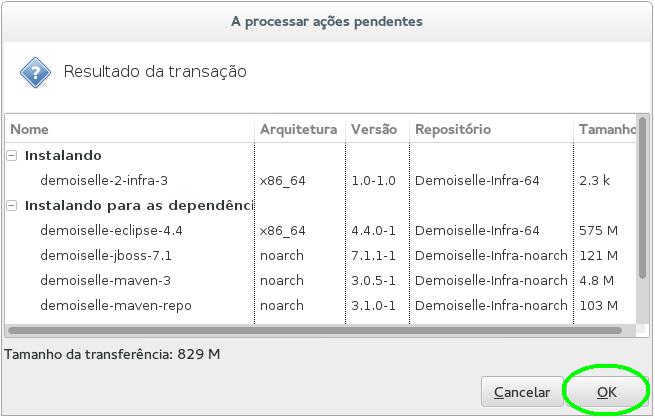 A processar ações pendentes
Resultado da transação
Nome Arquitetura Versão Repositório Tamanho
Instalando
demoiselle-2-infra-3 x86_64 1.0-1.0 Demoiselle-Infra-64 2.3 k
Instalando para as dependênci
demoiselle-eclipse-4.4 x86_64 4.4.0-1 Demoiselle-Infra-64 575 M
demoiselle-jboss-7.1 noarch 7.1.1-1 Demoiselle-Infra-noarch 121 M
demoiselle-maven-3 noarch 3.0.5-1 Demoiselle-Infra-noarch 4.8 M
demoiselle-maven-repo noarch 3.1.0-1 Demoiselle-Infra-noarch 103 M
Tamanho da transferência: 829 M
Cancelar OK